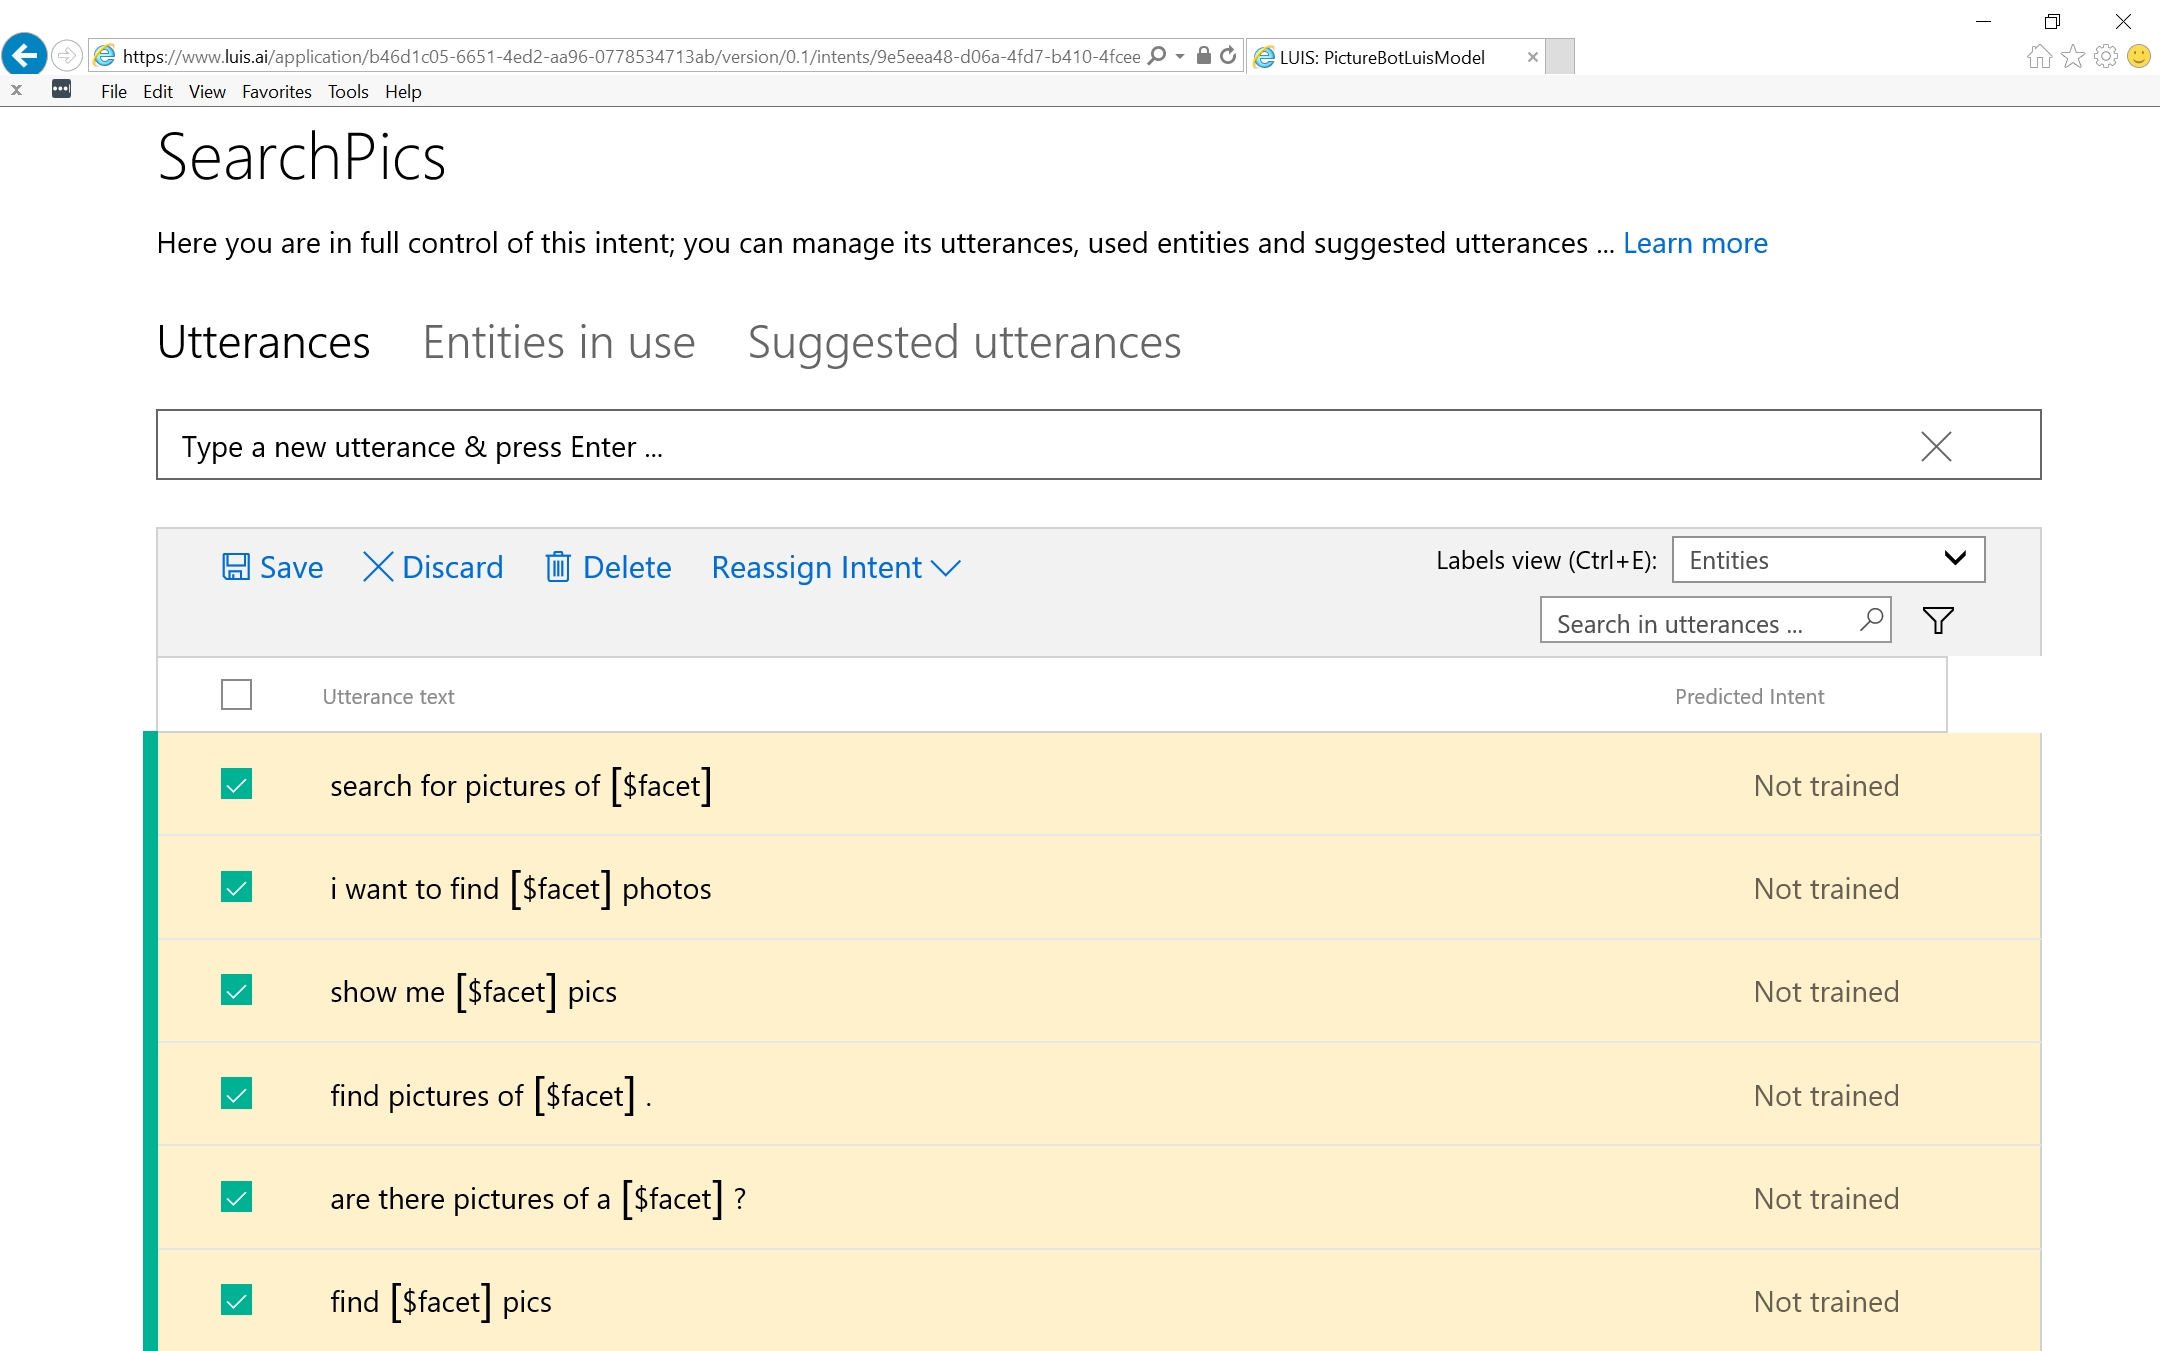 https://www.luis.ai/application/b46d1c05-6651-4ed2-aa96-0778534713ab/version/0.1/intents/9e5eea48-d06a-4fd7-b410-4fcee
LUIS: PictureBotLuisModel
File Edit View Favorites Tools Help
SearchPics
Here you are in full control of this intent; you can manage its utterances, used entities and suggested utterances ... Learn more
Utterances Entities in use Suggested utterances
Type a new utterance & press Enter ...
Save Discard Delete Reassign Intent Labels view (Ctrl+E): Entities
Search in utterances ...
Utterance text Predicted Intent
search for pictures of [$facet] Not trained
i want to find [$facet] photos Not trained
show me [$facet] pics Not trained
find pictures of [$facet] . Not trained
are there pictures of a [$facet] ? Not trained
find [$facet] pics Not trained